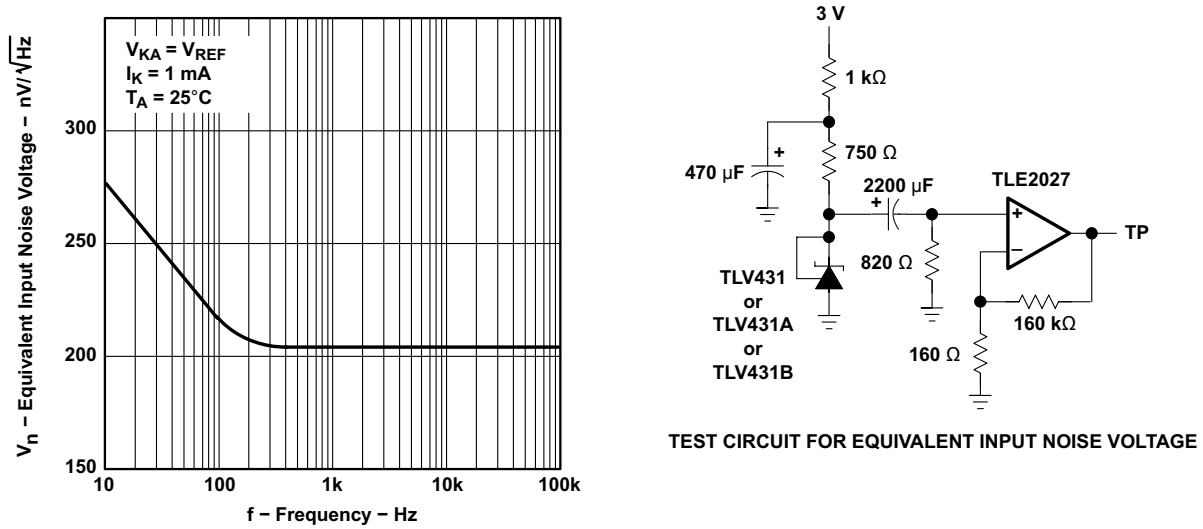 V_n − Equivalent Input Noise Voltage − nV/√Hz
V_KA = V_REF
I_K = 1 mA
T_A = 25°C
300
250
200
150
10
100
1k
10k
100k
f − Frequency − Hz
3 V
1 kΩ
750 Ω
470 µF
+
2200 µF
+
TLE2027
+
−
TP
820 Ω
TLV431
or
TLV431A
or
TLV431B
160 kΩ
160 Ω
TEST CIRCUIT FOR EQUIVALENT INPUT NOISE VOLTAGE